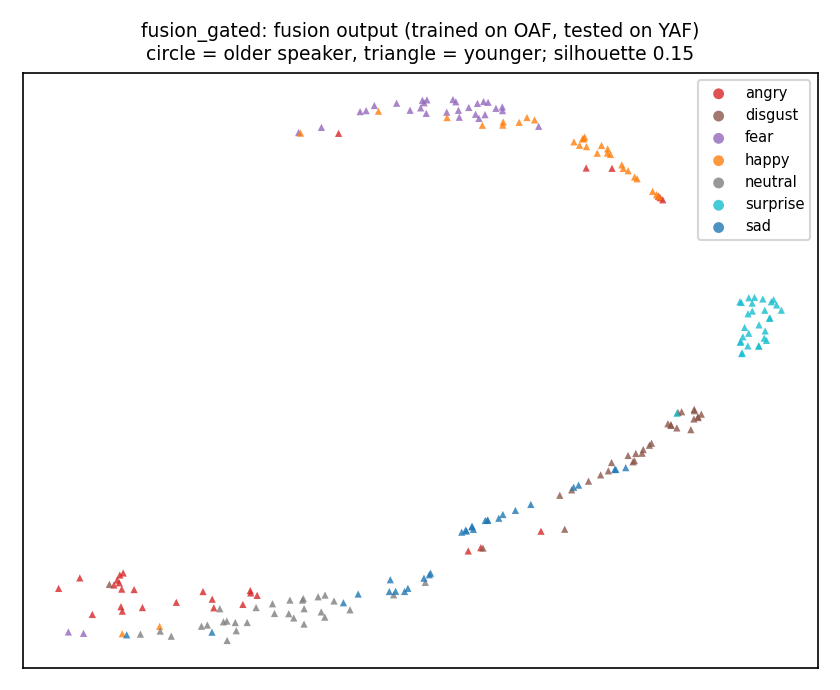 fusion_gated: fusion output (trained on OAF, tested on YAF)
circle = older speaker, triangle = younger; silhouette 0.15
angry
disgust
fear
happy
neutral
surprise
sad